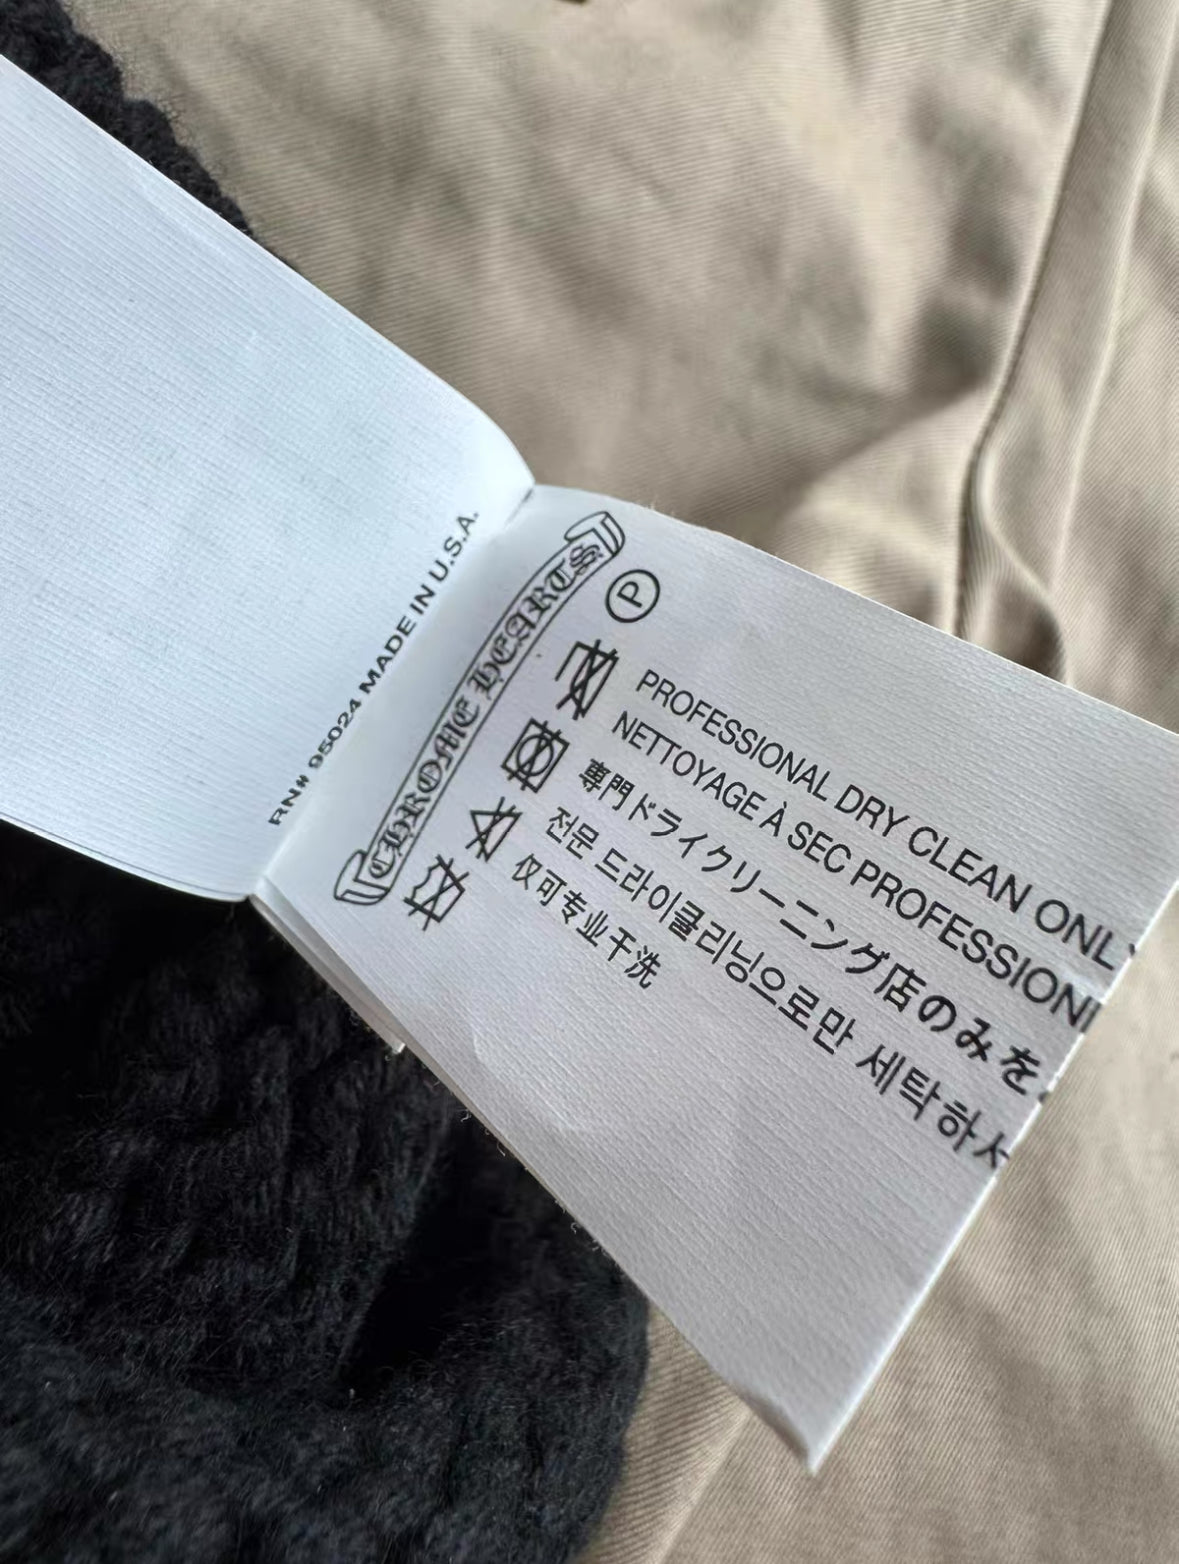 RN# 95024 MADE IN U.S.A.
CHROME HEARTS
P
PROFESSIONAL DRY CLEAN ONLY
NETTOYAGE À SEC PROFESSIONN
専門ドライクリーニング店のみを
전문 드라이클리닝으로만 세탁하
仅可专业干洗